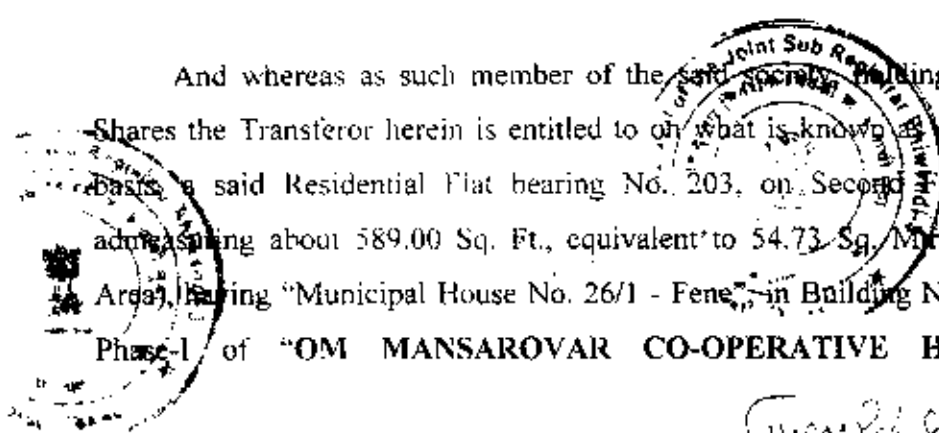 And whereas as such member of the said society, holding
Shares the Transferor herein is entitled to on what is known as
basis, a said Residential Flat bearing No. 203, on Second F
admeasuring about 589.00 Sq. Ft., equivalent to 54.73 Sq. Mtr
Area), having "Municipal House No. 26/1 - Fene", in Building N
Phase-I of "OM MANSAROVAR CO-OPERATIVE H
Joint Sub Registrar Bhiwandi